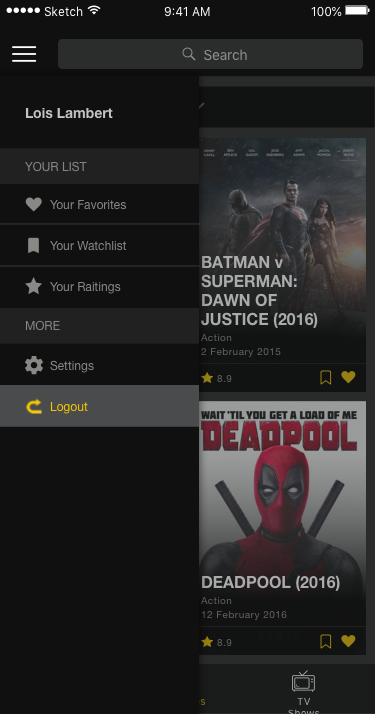 Sketch 9:41 AM 100%
Search
Lois Lambert
YOUR LIST
Your Favorites
Your Watchlist
Your Raitings
MORE
Settings
Logout
BATMAN v
SUPERMAN:
DAWN OF
JUSTICE (2016)
Action
2 February 2015
8.9
WAIT 'TIL YOU GET A LOAD OF ME
DEADPOOL
DEADPOOL (2016)
Action
12 February 2016
8.9
s
TV
Shows